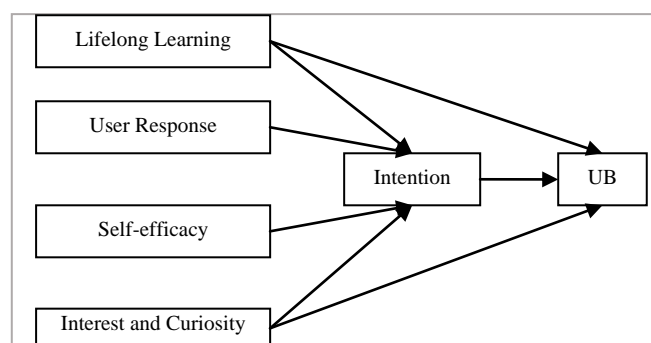 Lifelong Learning
User Response
Intention
UB
Self-efficacy
Interest and Curiosity